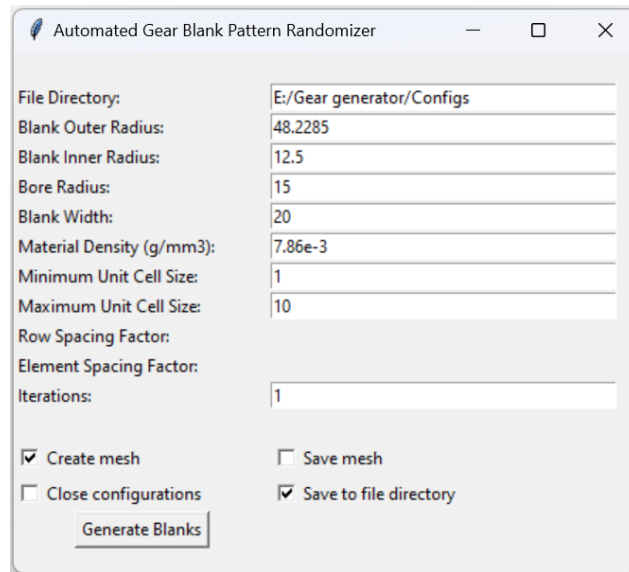 Automated Gear Blank Pattern Randomizer
File Directory: E:/Gear generator/Configs
Blank Outer Radius: 48.2285
Blank Inner Radius: 12.5
Bore Radius: 15
Blank Width: 20
Material Density (g/mm3): 7.86e-3
Minimum Unit Cell Size: 1
Maximum Unit Cell Size: 10
Row Spacing Factor:
Element Spacing Factor:
Iterations: 1
Create mesh Save mesh
Close configurations Save to file directory
Generate Blanks